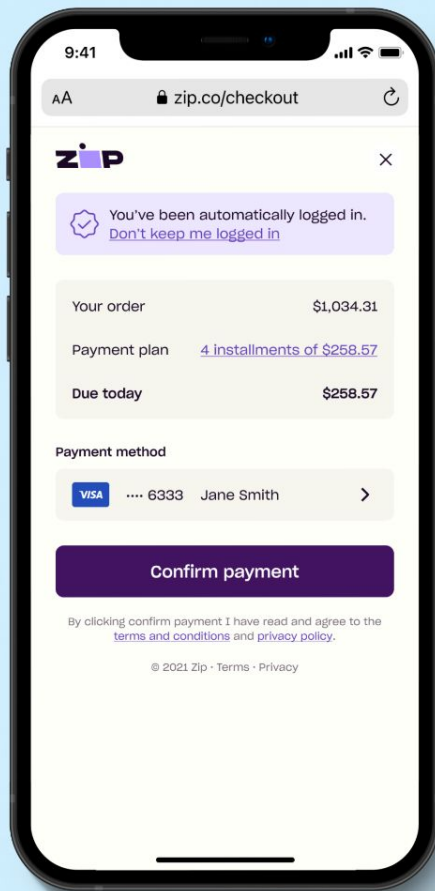 9:41
AA zip.co/checkout
zip
You've been automatically logged in.
Don't keep me logged in
Your order $1,034.31
Payment plan 4 installments of $258.57
Due today $258.57
Payment method
VISA ···· 6333 Jane Smith
Confirm payment
By clicking confirm payment I have read and agree to the
terms and conditions and privacy policy.
© 2021 Zip · Terms · Privacy